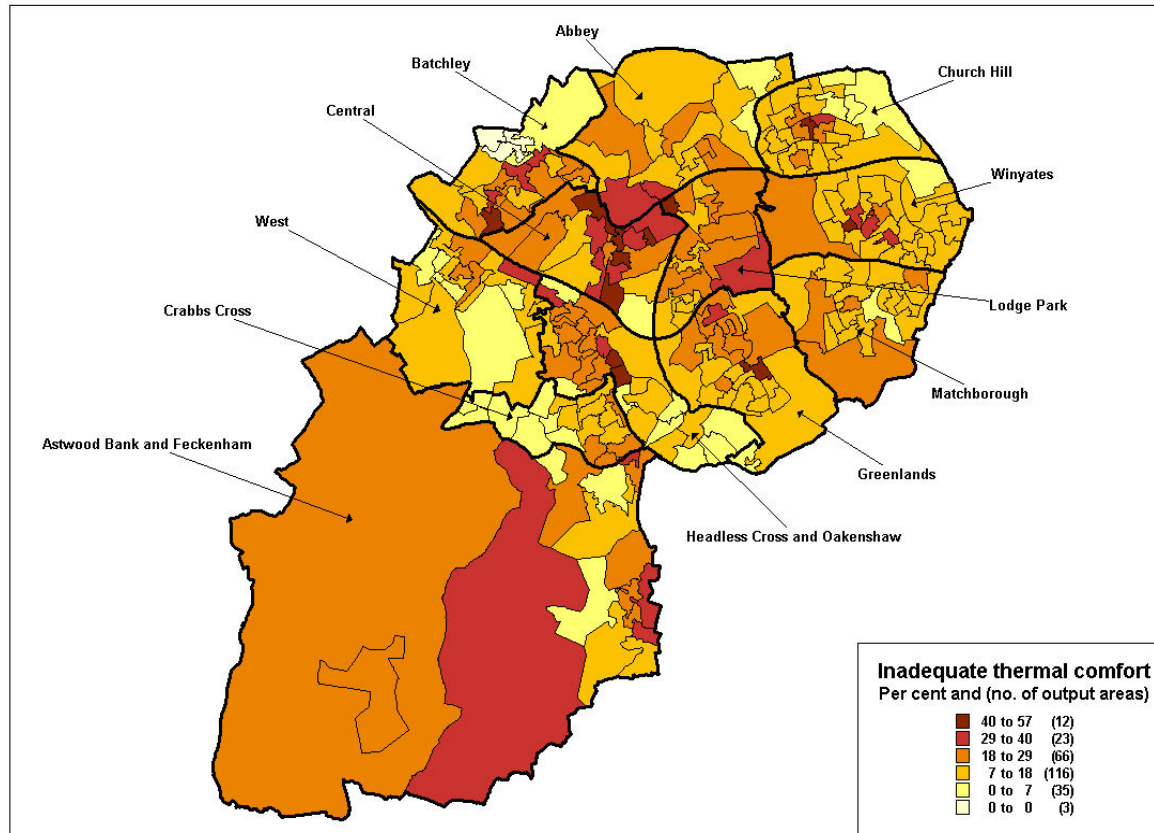 Abbey
Batchley
Church Hill
Central
Winyates
West
Crabbs Cross
Lodge Park
Matchborough
Astwood Bank and Feckenham
Greenlands
Headless Cross and Oakenshaw
Inadequate thermal comfort
Per cent and (no. of output areas)
40 to 57 (12)
29 to 40 (23)
18 to 29 (66)
7 to 18 (116)
0 to 7 (35)
0 to 0 (3)